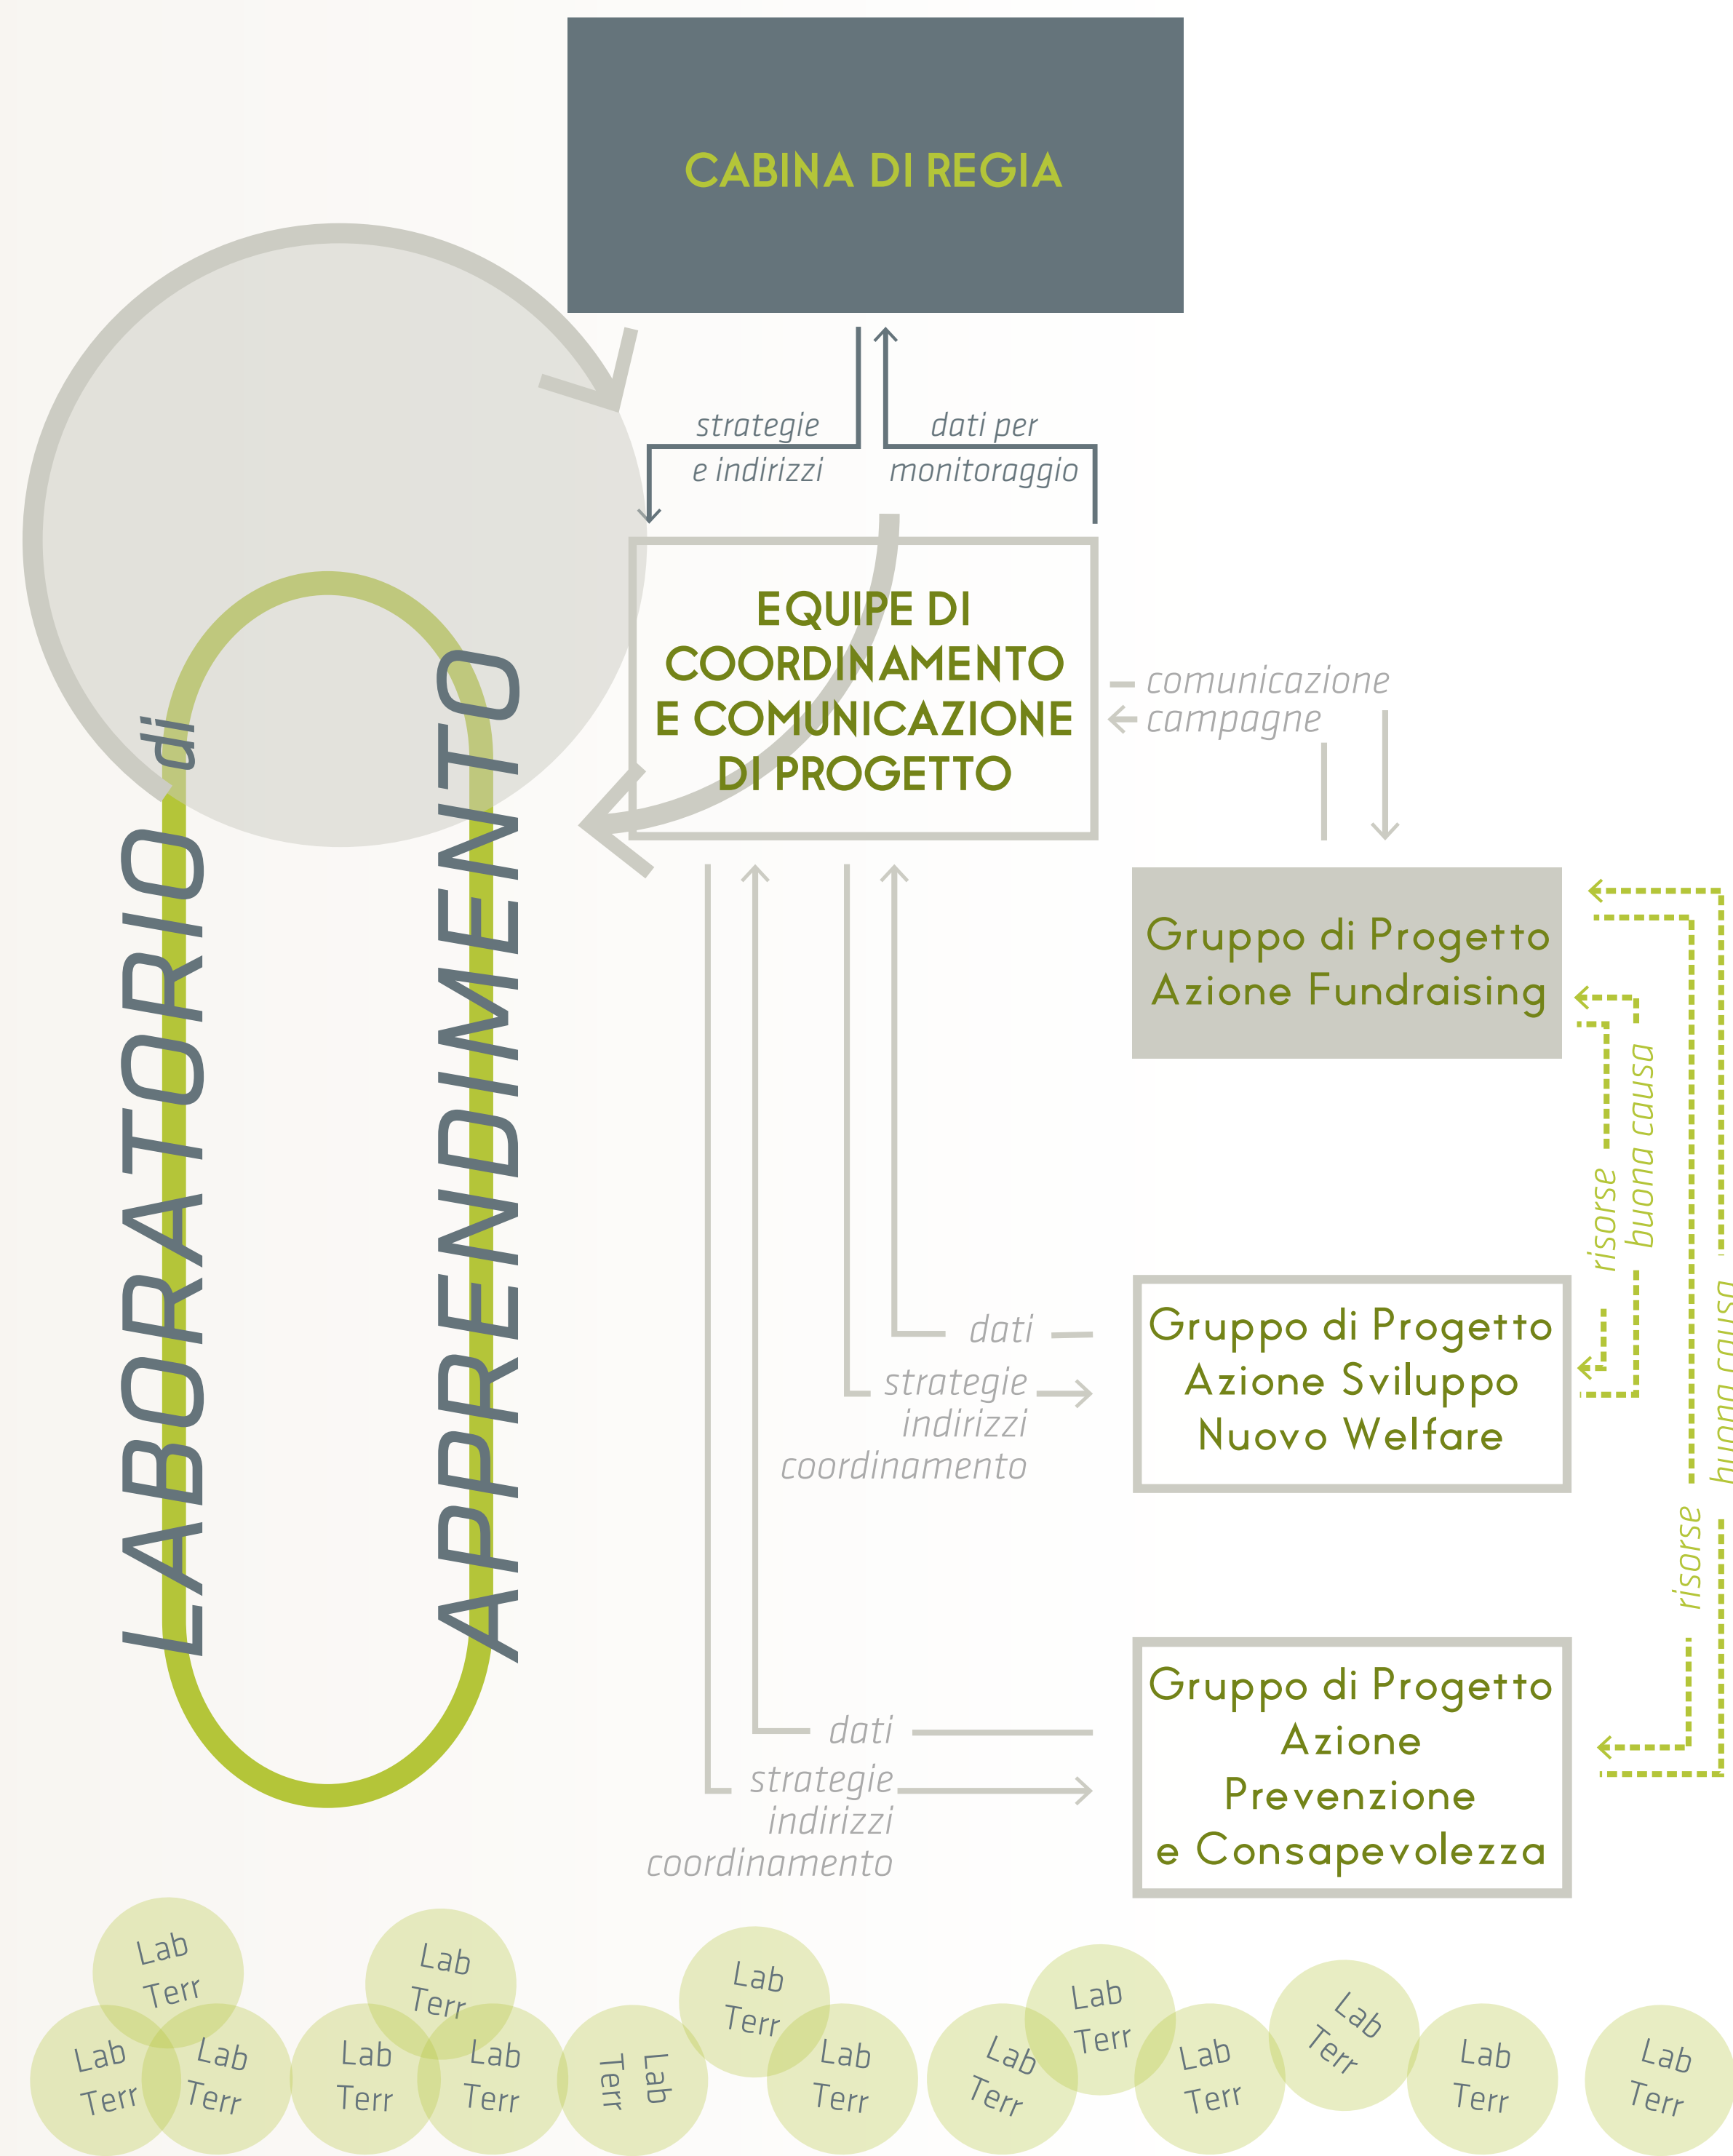 CABINA DI REGIA
strategie
e indirizzi
dati per
monitoraggio
EQUIPE DI
COORDINAMENTO
E COMUNICAZIONE
DI PROGETTO
comunicazione
campagne
LABORATORIO di
APPRENDIMENTO
Gruppo di Progetto
Azione Fundraising
risorse
buona causa
risorse
buona causa
dati
strategie
indirizzi
coordinamento
Gruppo di Progetto
Azione Sviluppo
Nuovo Welfare
dati
strategie
indirizzi
coordinamento
Gruppo di Progetto
Azione
Prevenzione
e Consapevolezza
Lab
Terr
Lab
Terr
Lab
Terr
Lab
Terr
Lab
Terr
Lab
Terr
Lab
Terr
Lab
Terr
Lab
Terr
Lab
Terr
Lab
Terr
Lab
Terr
Lab
Terr
Lab
Terr
Lab
Terr